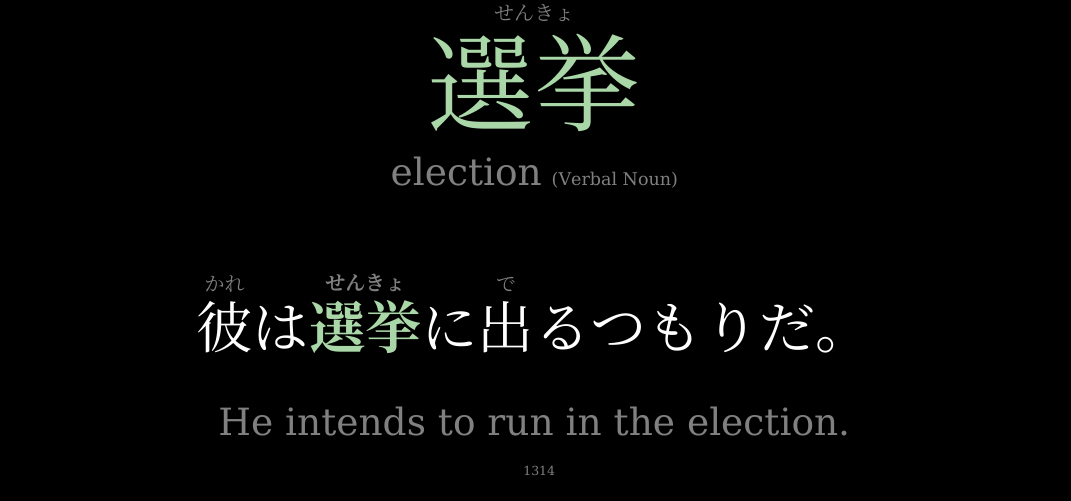 せんきょ
選挙
election (Verbal Noun)
かれ せんきょ で
彼は選挙に出るつもりだ。
He intends to run in the election.
1314